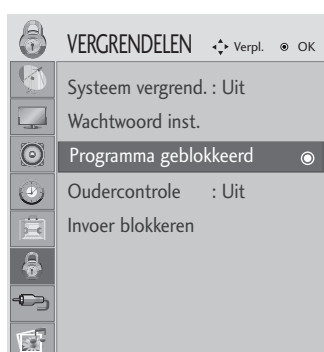 VERGRENDELEN Verpl. OK
Systeem vergrend. : Uit
Wachtwoord inst.
Programma geblokkeerd
Oudercontrole : Uit
Invoer blokkeren